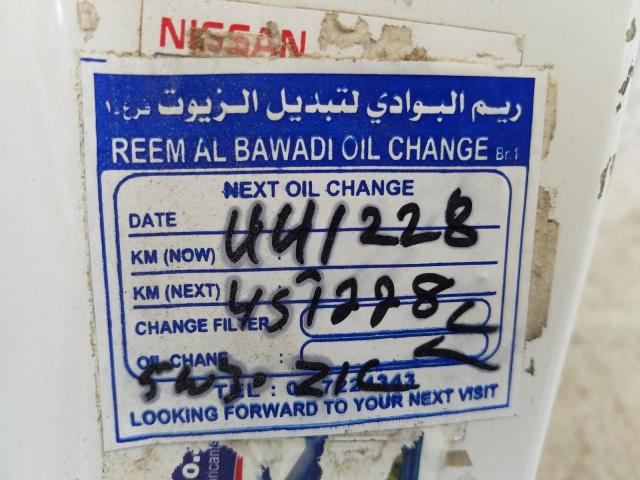 NISSAN
ريم البوادي لتبديل الزيوت فرع ١
REEM AL BAWADI OIL CHANGE Br.1
NEXT OIL CHANGE
DATE
KM (NOW) 441228
KM (NEXT) 451228
CHANGE FILTER :
OIL CHANE :
5W30 ZIC
TEL :
LOOKING FORWARD TO YOUR NEXT VISIT